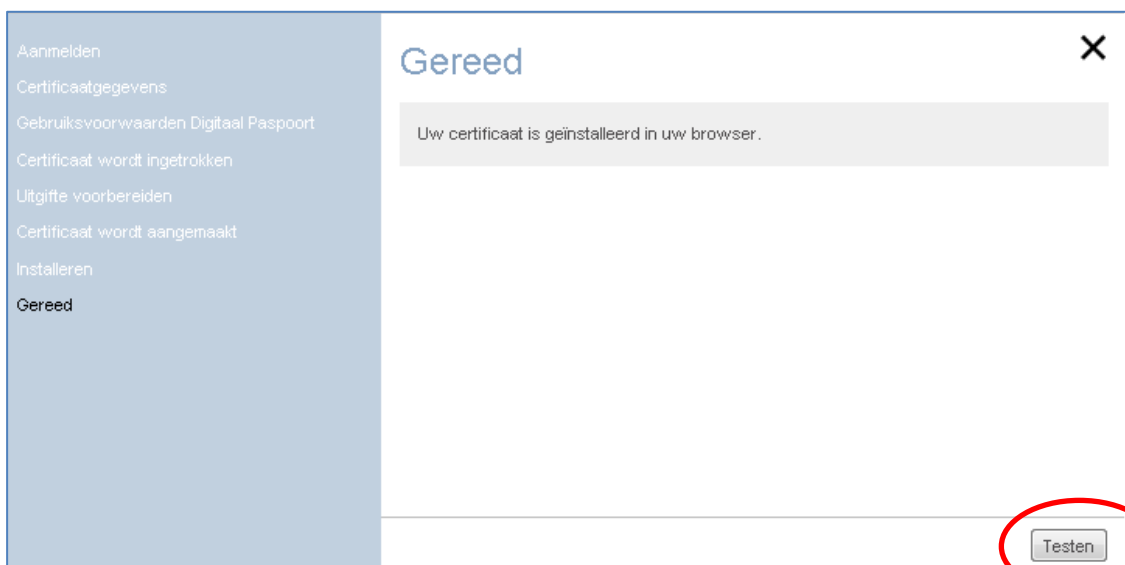 Aanmelden
Certificaatgegevens
Gebruiksvoorwaarden Digitaal Paspoort
Certificaat wordt ingetrokken
Uitgifte voorbereiden
Certificaat wordt aangemaakt
Installeren
Gereed
Gereed
Uw certificaat is geïnstalleerd in uw browser.
Testen